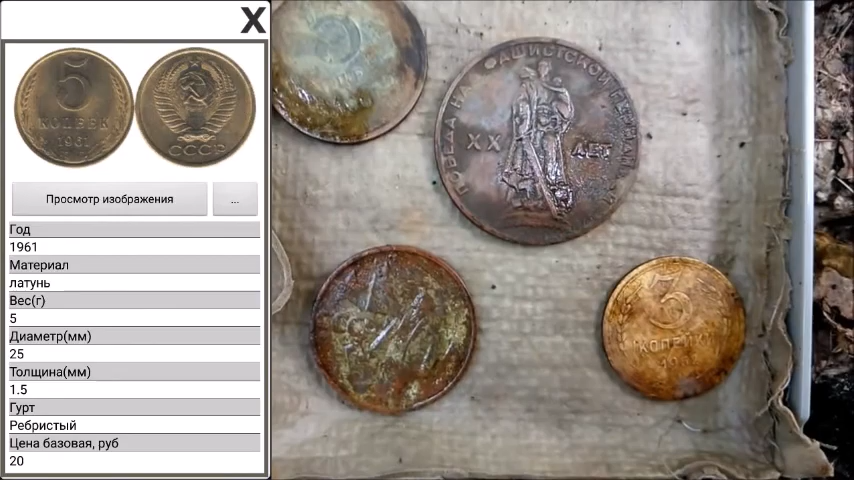 X
5
КОПЕЕК
1961
СССР
Просмотр изображения
...
Год
1961
Материал
латунь
Вес(г)
5
Диаметр(мм)
25
Толщина(мм)
1.5
Гурт
Ребристый
Цена базовая, руб
20
ПОБЕДА НА ФАШИСТСКОЙ ГЕРМАНИЕЙ
XX ЛЕТ
3
КОПЕЙКИ